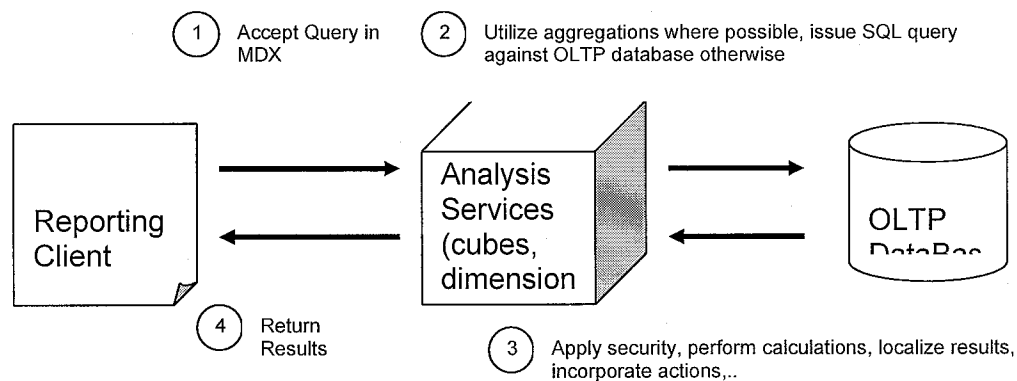 1 Accept Query in
MDX
2 Utilize aggregations where possible, issue SQL query
against OLTP database otherwise
Reporting
Client
Analysis
Services
(cubes,
dimension
OLTP
DataBas
4 Return
Results
3 Apply security, perform calculations, localize results,
incorporate actions,..